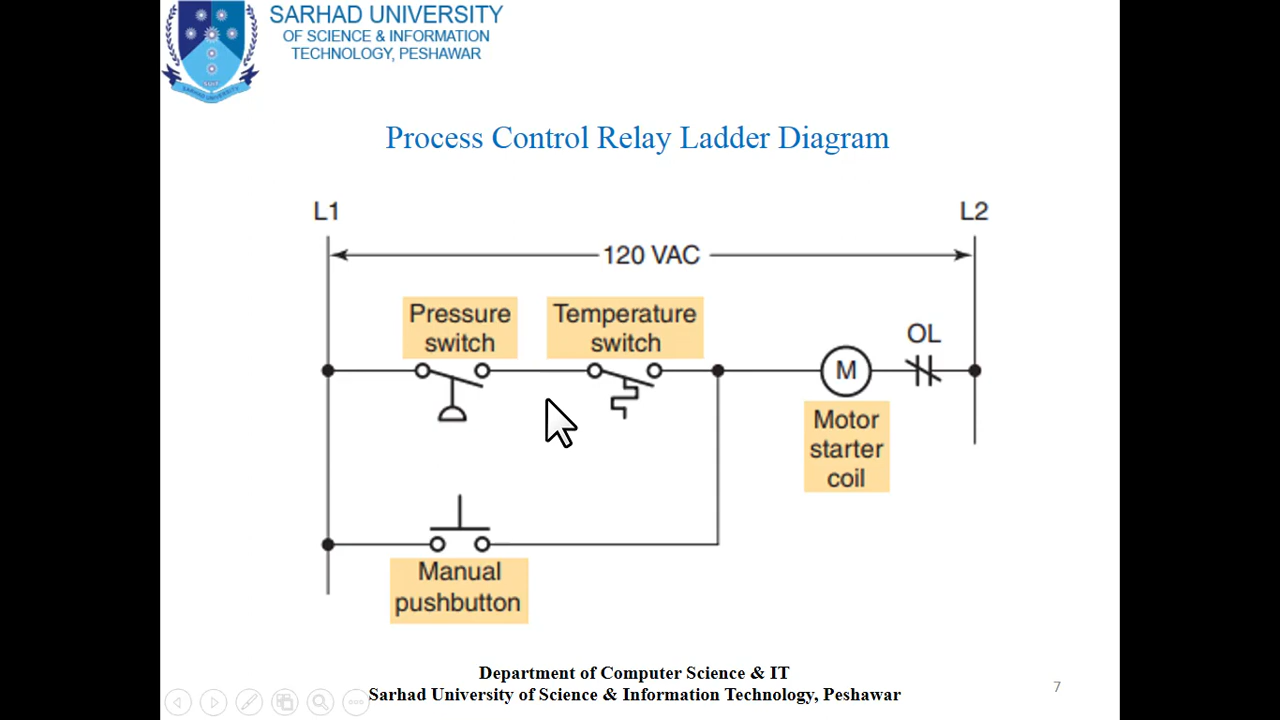 SARHAD UNIVERSITY
OF SCIENCE & INFORMATION
TECHNOLOGY, PESHAWAR
Process Control Relay Ladder Diagram
L1
L2
120 VAC
Pressure
switch
Temperature
switch
OL
M
Motor
starter
coil
Manual
pushbutton
Department of Computer Science & IT
Sarhad University of Science & Information Technology, Peshawar
7